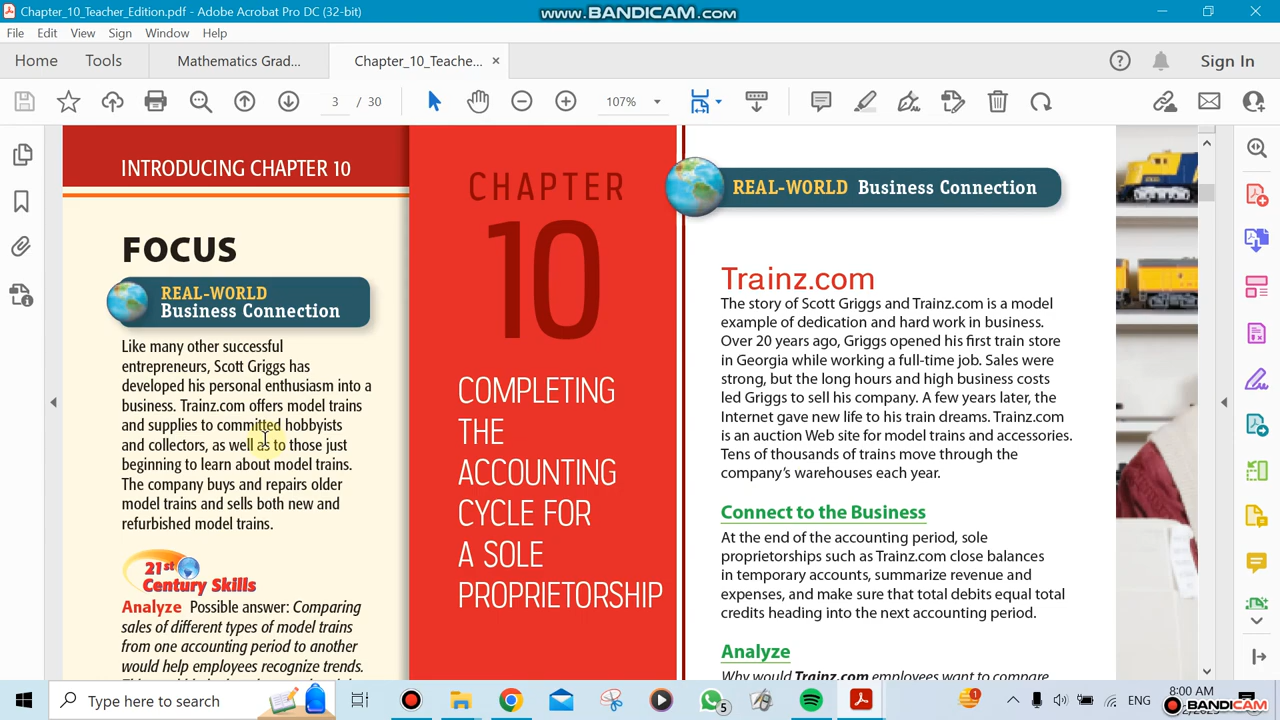 Chapter_10_Teacher_Edition.pdf - Adobe Acrobat Pro DC (32-bit)
www.BANDICAM.com
File Edit View Sign Window Help
Home Tools Mathematics Grad... Chapter_10_Teache... × Sign In
3 / 30 107%
INTRODUCING CHAPTER 10
FOCUS
REAL-WORLD
Business Connection
Like many other successful
entrepreneurs, Scott Griggs has
developed his personal enthusiasm into a
business. Trainz.com offers model trains
and supplies to committed hobbyists
and collectors, as well as to those just
beginning to learn about model trains.
The company buys and repairs older
model trains and sells both new and
refurbished model trains.
21st
Century Skills
Analyze Possible answer: Comparing
sales of different types of model trains
from one accounting period to another
would help employees recognize trends.
CHAPTER
10
COMPLETING
THE
ACCOUNTING
CYCLE FOR
A SOLE
PROPRIETORSHIP
REAL-WORLD Business Connection
Trainz.com
The story of Scott Griggs and Trainz.com is a model
example of dedication and hard work in business.
Over 20 years ago, Griggs opened his first train store
in Georgia while working a full-time job. Sales were
strong, but the long hours and high business costs
led Griggs to sell his company. A few years later, the
Internet gave new life to his train dreams. Trainz.com
is an auction Web site for model trains and accessories.
Tens of thousands of trains move through the
company's warehouses each year.
Connect to the Business
At the end of the accounting period, sole
proprietorships such as Trainz.com close balances
in temporary accounts, summarize revenue and
expenses, and make sure that total debits equal total
credits heading into the next accounting period.
Analyze
Why would Trainz.com employees want to compare
Type here to search
5
1
ENG
8:00 AM
BANDICAM